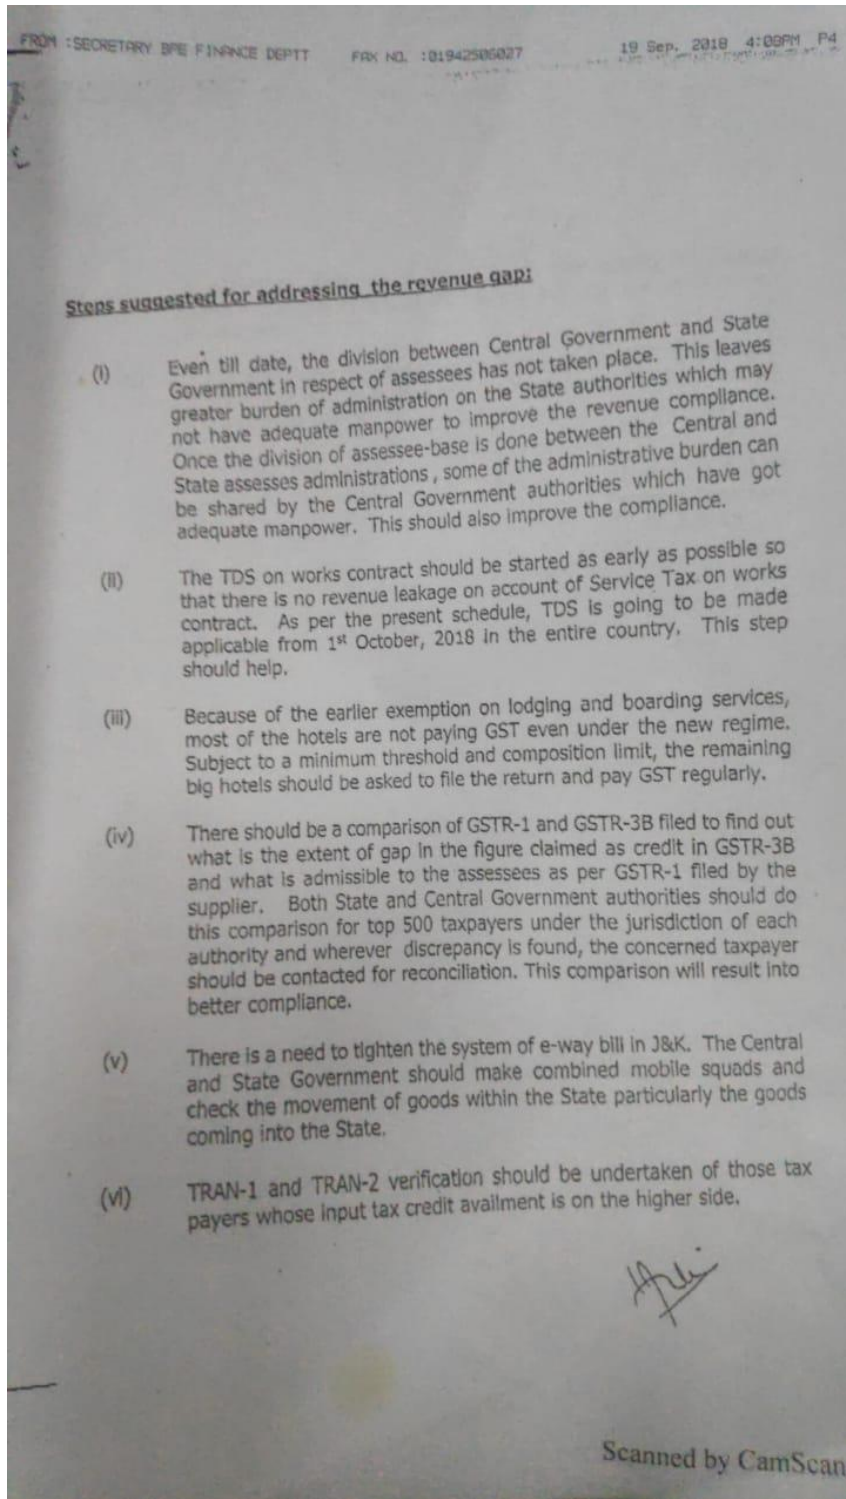 FROM :SECRETARY BPE FINANCE DEPTT FAX NO. :01942506027 19 Sep. 2018 4:08PM P4
Steps suggested for addressing the revenue gap:
(i) Even till date, the division between Central Government and State
Government in respect of assessees has not taken place. This leaves
greater burden of administration on the State authorities which may
not have adequate manpower to improve the revenue compliance.
Once the division of assessee-base is done between the Central and
State assesses administrations , some of the administrative burden can
be shared by the Central Government authorities which have got
adequate manpower. This should also improve the compliance.
(ii) The TDS on works contract should be started as early as possible so
that there is no revenue leakage on account of Service Tax on works
contract. As per the present schedule, TDS is going to be made
applicable from 1st October, 2018 in the entire country. This step
should help.
(iii) Because of the earlier exemption on lodging and boarding services,
most of the hotels are not paying GST even under the new regime.
Subject to a minimum threshold and composition limit, the remaining
big hotels should be asked to file the return and pay GST regularly.
(iv) There should be a comparison of GSTR-1 and GSTR-3B filed to find out
what is the extent of gap in the figure claimed as credit in GSTR-3B
and what is admissible to the assessees as per GSTR-1 filed by the
supplier. Both State and Central Government authorities should do
this comparison for top 500 taxpayers under the jurisdiction of each
authority and wherever discrepancy is found, the concerned taxpayer
should be contacted for reconciliation. This comparison will result into
better compliance.
(v) There is a need to tighten the system of e-way bill in J&K. The Central
and State Government should make combined mobile squads and
check the movement of goods within the State particularly the goods
coming into the State.
(vi) TRAN-1 and TRAN-2 verification should be undertaken of those tax
payers whose input tax credit availment is on the higher side.
Scanned by CamScan